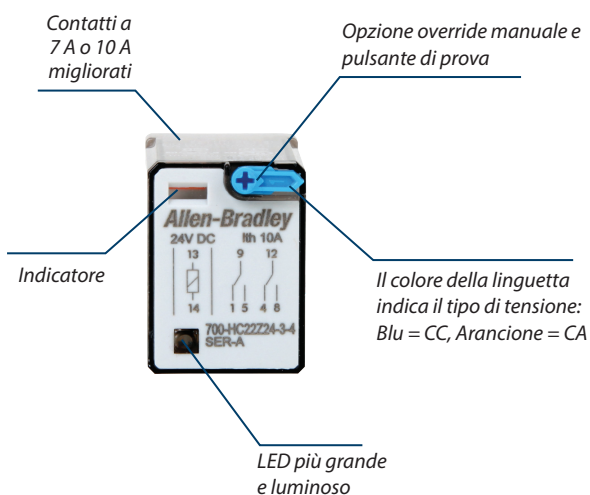 Contatti a
7 A o 10 A
migliorati
Opzione override manuale e
pulsante di prova
Allen-Bradley
24V DC Ith 10A
13 9 12
14 1 5 4 8
700-HC22Z24-3-4
SER-A
Indicatore
Il colore della linguetta
indica il tipo di tensione:
Blu = CC, Arancione = CA
LED più grande
e luminoso